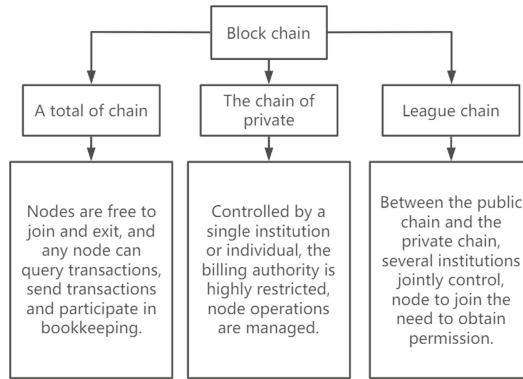 Block chain
A total of chain
The chain of
private
League chain
Nodes are free to
join and exit, and
any node can
query transactions,
send transactions
and participate in
bookkeeping.
Controlled by a
single institution
or individual, the
billing authority is
highly restricted,
node operations
are managed.
Between the public
chain and the
private chain,
several institutions
jointly control,
node to join the
need to obtain
permission.